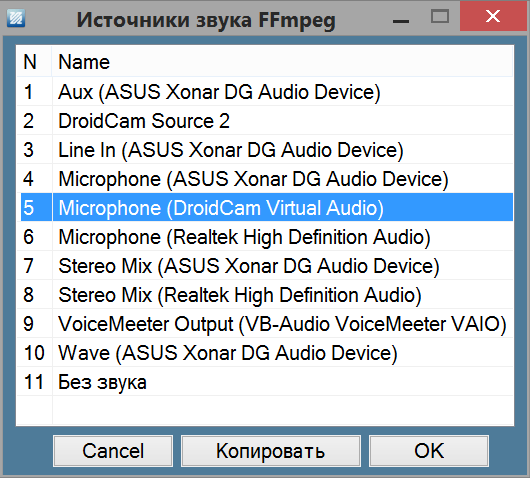 Источники звука FFmpeg
N Name
1 Aux (ASUS Xonar DG Audio Device)
2 DroidCam Source 2
3 Line In (ASUS Xonar DG Audio Device)
4 Microphone (ASUS Xonar DG Audio Device)
5 Microphone (DroidCam Virtual Audio)
6 Microphone (Realtek High Definition Audio)
7 Stereo Mix (ASUS Xonar DG Audio Device)
8 Stereo Mix (Realtek High Definition Audio)
9 VoiceMeeter Output (VB-Audio VoiceMeeter VAIO)
10 Wave (ASUS Xonar DG Audio Device)
11 Без звука
Cancel Копировать OK